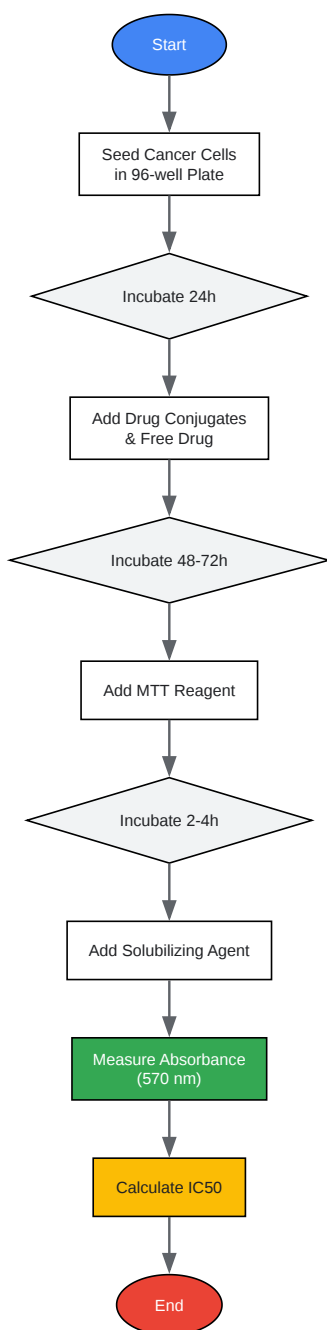 Start
Seed Cancer Cells
in 96-well Plate
Incubate 24h
Add Drug Conjugates
& Free Drug
Incubate 48-72h
Add MTT Reagent
Incubate 2-4h
Add Solubilizing Agent
Measure Absorbance
(570 nm)
Calculate IC50
End